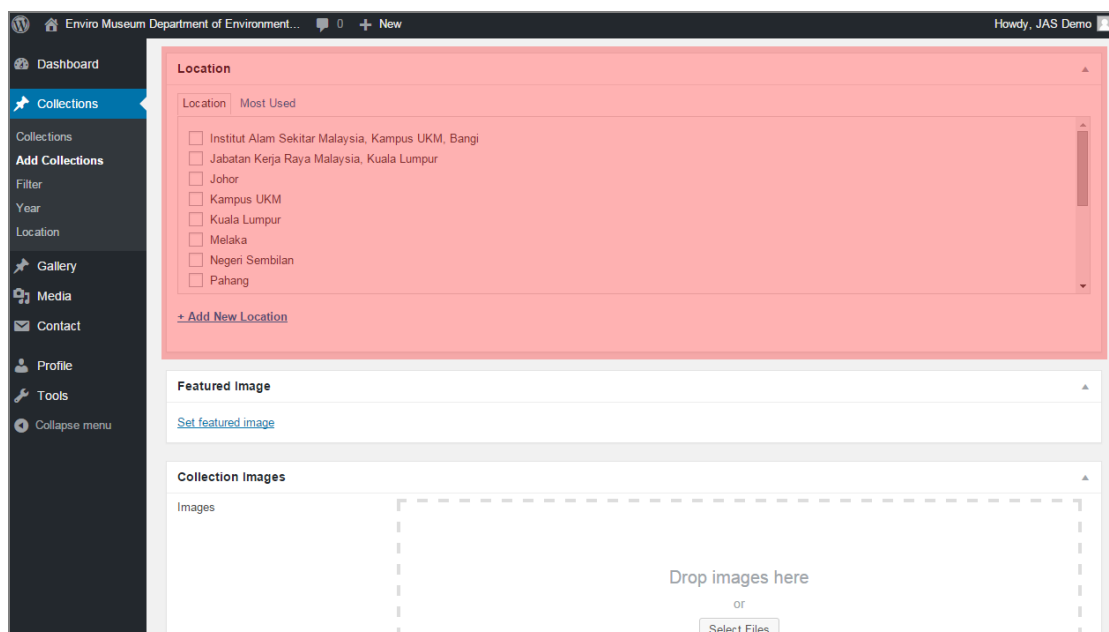 Enviro Museum Department of Environment... 0 New Howdy, JAS Demo
Dashboard
Collections
Collections
Add Collections
Filter
Year
Location
Gallery
Media
Contact
Profile
Tools
Collapse menu
Location
Location Most Used
Institut Alam Sekitar Malaysia, Kampus UKM, Bangi
Jabatan Kerja Raya Malaysia, Kuala Lumpur
Johor
Kampus UKM
Kuala Lumpur
Melaka
Negeri Sembilan
Pahang
+ Add New Location
Featured Image
Set featured image
Collection Images
Images
Drop images here
or
Select Files